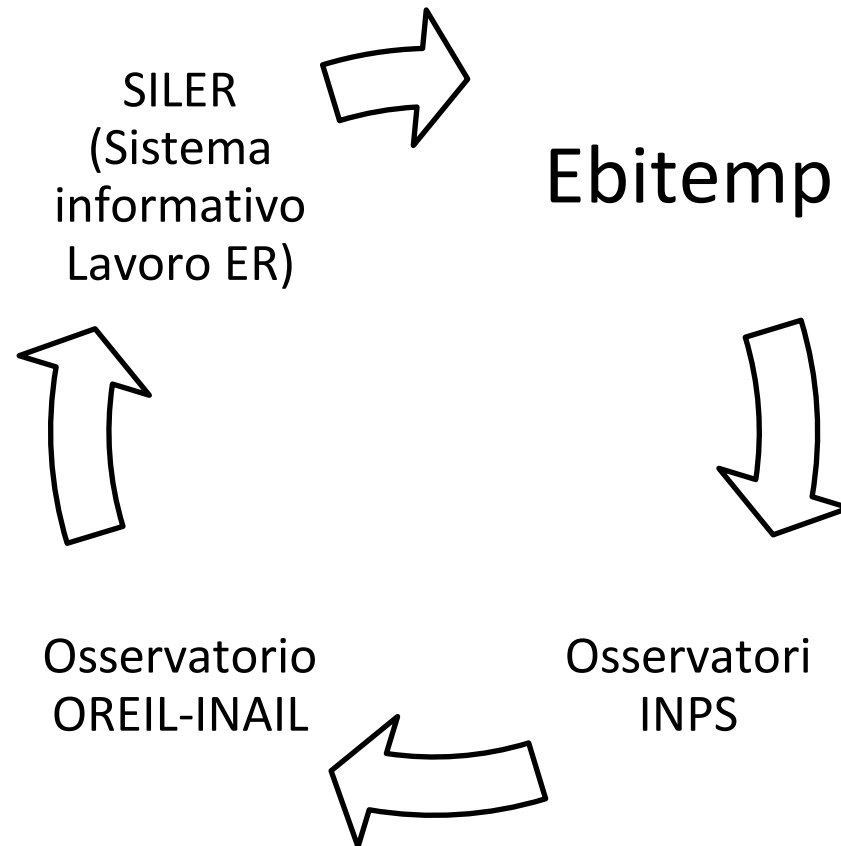 SILER
(Sistema
informativo
Lavoro ER)
Ebitemp
Osservatori
INPS
Osservatorio
OREIL-INAIL